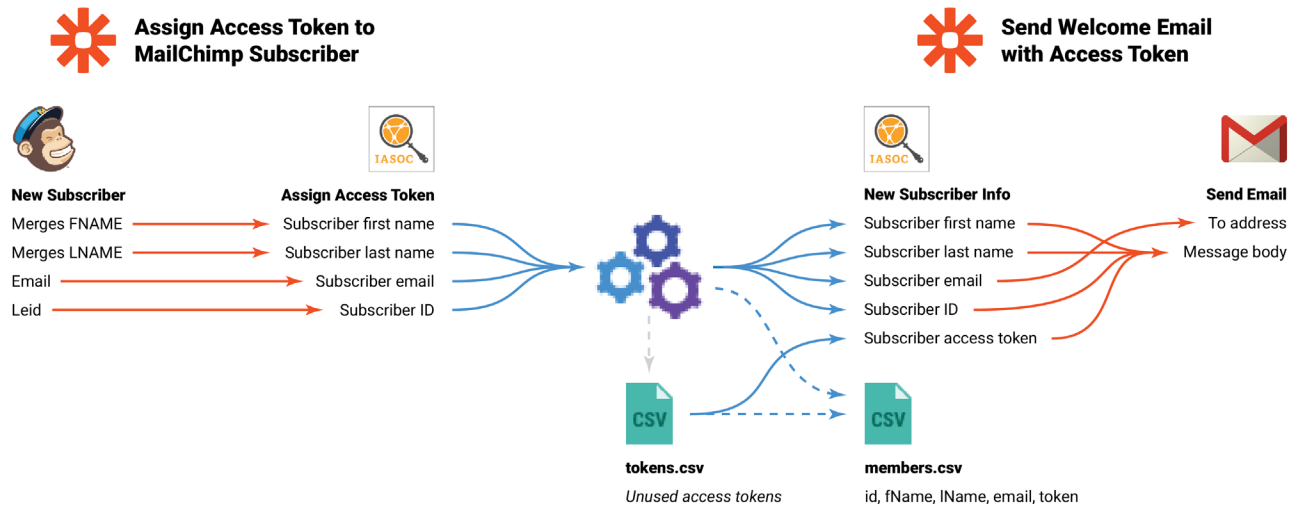 Assign Access Token to
MailChimp Subscriber
Send Welcome Email
with Access Token
IASOC
IASOC
New Subscriber
Merges FNAME
Merges LNAME
Email
Leid
Assign Access Token
Subscriber first name
Subscriber last name
Subscriber email
Subscriber ID
New Subscriber Info
Subscriber first name
Subscriber last name
Subscriber email
Subscriber ID
Subscriber access token
Send Email
To address
Message body
CSV
tokens.csv
Unused access tokens
CSV
members.csv
id, fName, lName, email, token